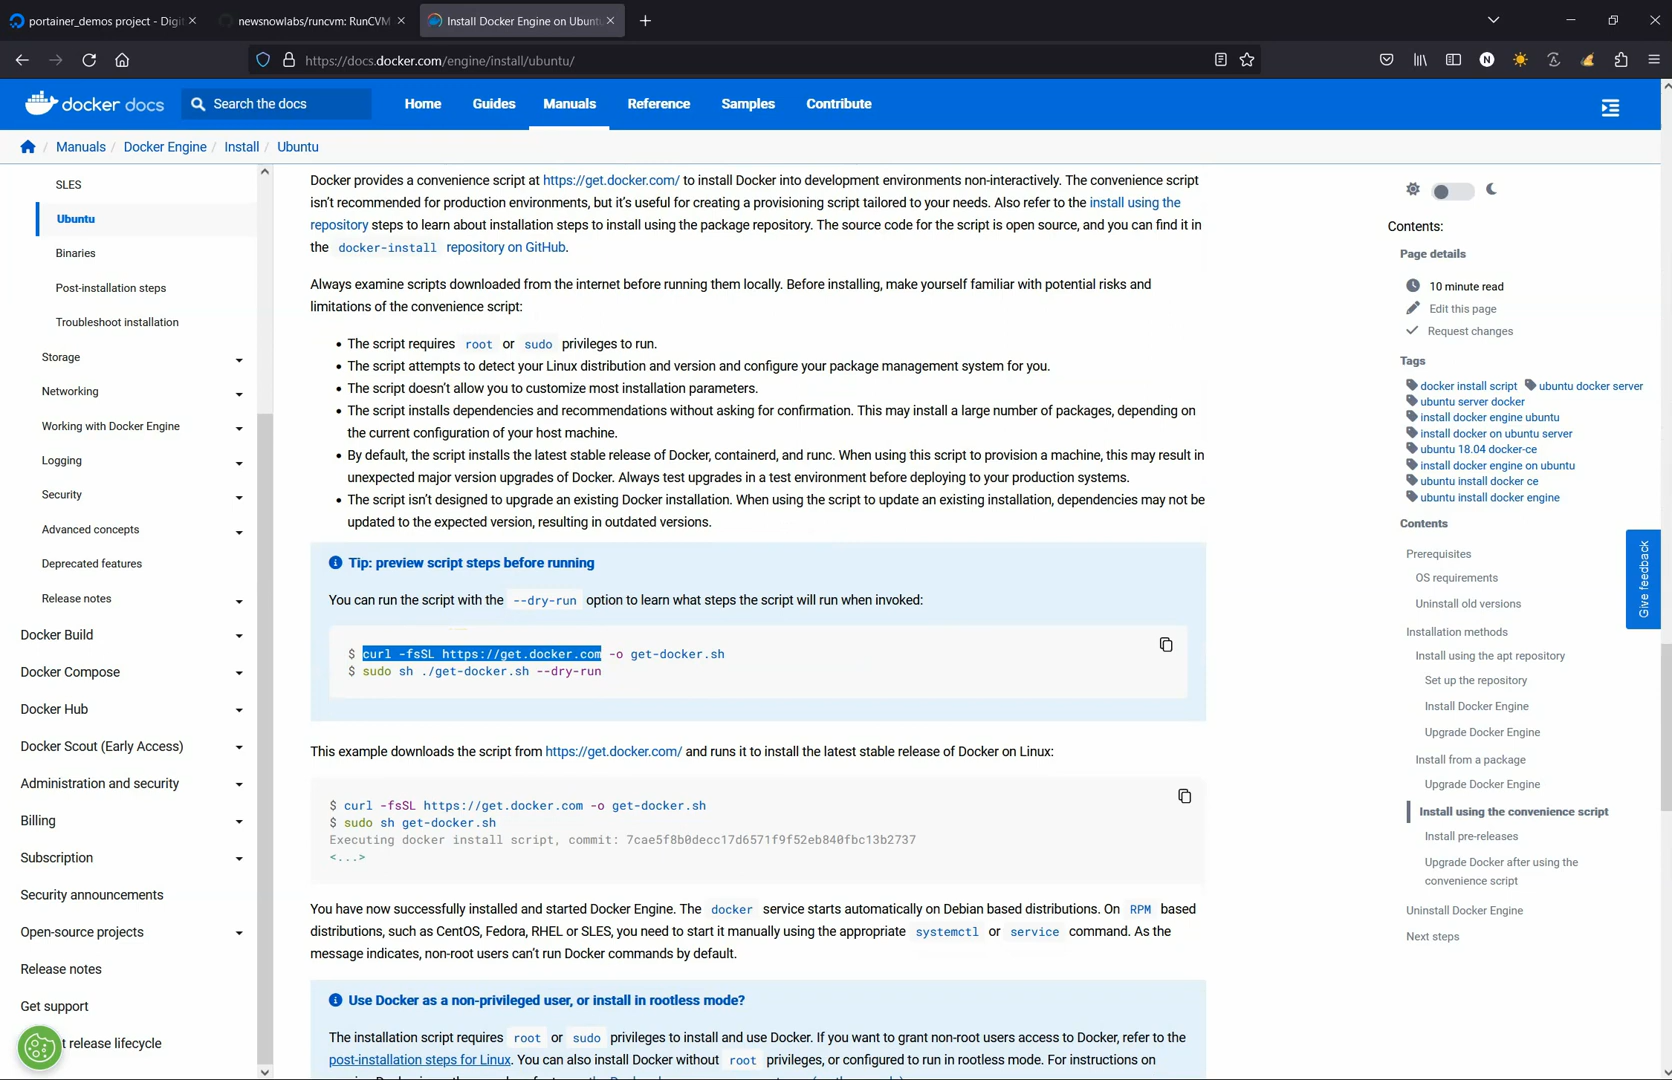 portainer_demos project - Digit
newsnowlabs/runcvm: RunCVM
Install Docker Engine on Ubuntu
https://docs.docker.com/engine/install/ubuntu/
N
docker docs
Search the docs
Home
Guides
Manuals
Reference
Samples
Contribute
/ Manuals / Docker Engine / Install / Ubuntu
SLES
Ubuntu
Binaries
Post-installation steps
Troubleshoot installation
Storage
Networking
Working with Docker Engine
Logging
Security
Advanced concepts
Deprecated features
Release notes
Docker Build
Docker Compose
Docker Hub
Docker Scout (Early Access)
Administration and security
Billing
Subscription
Security announcements
Open-source projects
Release notes
Get support
t release lifecycle
Docker provides a convenience script at https://get.docker.com/ to install Docker into development environments non-interactively. The convenience script
isn't recommended for production environments, but it's useful for creating a provisioning script tailored to your needs. Also refer to the install using the
repository steps to learn about installation steps to install using the package repository. The source code for the script is open source, and you can find it in
the docker-install repository on GitHub.
Always examine scripts downloaded from the internet before running them locally. Before installing, make yourself familiar with potential risks and
limitations of the convenience script:
• The script requires root or sudo privileges to run.
• The script attempts to detect your Linux distribution and version and configure your package management system for you.
• The script doesn't allow you to customize most installation parameters.
• The script installs dependencies and recommendations without asking for confirmation. This may install a large number of packages, depending on
the current configuration of your host machine.
• By default, the script installs the latest stable release of Docker, containerd, and runc. When using this script to provision a machine, this may result in
unexpected major version upgrades of Docker. Always test upgrades in a test environment before deploying to your production systems.
• The script isn't designed to upgrade an existing Docker installation. When using the script to update an existing installation, dependencies may not be
updated to the expected version, resulting in outdated versions.
Tip: preview script steps before running
You can run the script with the --dry-run option to learn what steps the script will run when invoked:
$ curl -fsSL https://get.docker.com -o get-docker.sh
$ sudo sh ./get-docker.sh --dry-run
This example downloads the script from https://get.docker.com/ and runs it to install the latest stable release of Docker on Linux:
$ curl -fsSL https://get.docker.com -o get-docker.sh
$ sudo sh get-docker.sh
Executing docker install script, commit: 7cae5f8b0decc17d6571f9f52eb840fbc13b2737
<...>
You have now successfully installed and started Docker Engine. The docker service starts automatically on Debian based distributions. On RPM based
distributions, such as CentOS, Fedora, RHEL or SLES, you need to start it manually using the appropriate systemctl or service command. As the
message indicates, non-root users can't run Docker commands by default.
Use Docker as a non-privileged user, or install in rootless mode?
The installation script requires root or sudo privileges to install and use Docker. If you want to grant non-root users access to Docker, refer to the
post-installation steps for Linux. You can also install Docker without root privileges, or configured to run in rootless mode. For instructions on
Contents:
Page details
10 minute read
Edit this page
Request changes
Tags
docker install script ubuntu docker server
ubuntu server docker
install docker engine ubuntu
install docker on ubuntu server
ubuntu 18.04 docker-ce
install docker engine on ubuntu
ubuntu install docker ce
ubuntu install docker engine
Contents
Prerequisites
OS requirements
Uninstall old versions
Installation methods
Install using the apt repository
Set up the repository
Install Docker Engine
Upgrade Docker Engine
Install from a package
Upgrade Docker Engine
Install using the convenience script
Install pre-releases
Upgrade Docker after using the
convenience script
Uninstall Docker Engine
Next steps
Give feedback